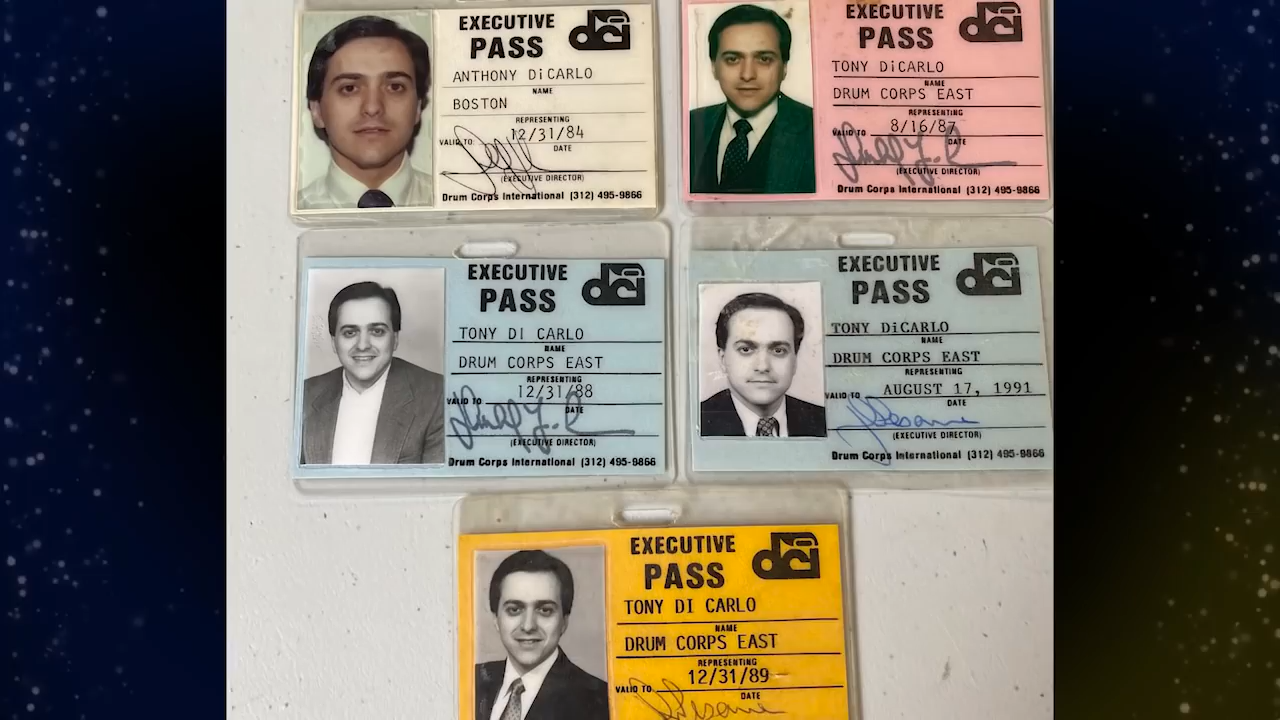 EXECUTIVE
PASS
dci
ANTHONY DiCARLO
NAME
BOSTON
REPRESENTING
12/31/84
VALID TO
DATE
(EXECUTIVE DIRECTOR)
Drum Corps International (312) 495-9866
EXECUTIVE
PASS
dci
TONY DiCARLO
NAME
DRUM CORPS EAST
REPRESENTING
8/16/87
VALID TO
DATE
(EXECUTIVE DIRECTOR)
Drum Corps International (312) 495-9866
EXECUTIVE
PASS
dci
TONY DI CARLO
NAME
DRUM CORPS EAST
REPRESENTING
12/31/88
VALID TO
DATE
(EXECUTIVE DIRECTOR)
Drum Corps International (312) 495-9866
EXECUTIVE
PASS
dci
TONY DiCARLO
NAME
DRUM CORPS EAST
REPRESENTING
AUGUST 17, 1991
VALID TO
DATE
(EXECUTIVE DIRECTOR)
Drum Corps International (312) 495-9866
EXECUTIVE
PASS
dci
TONY DI CARLO
NAME
DRUM CORPS EAST
REPRESENTING
12/31/89
VALID TO
DATE